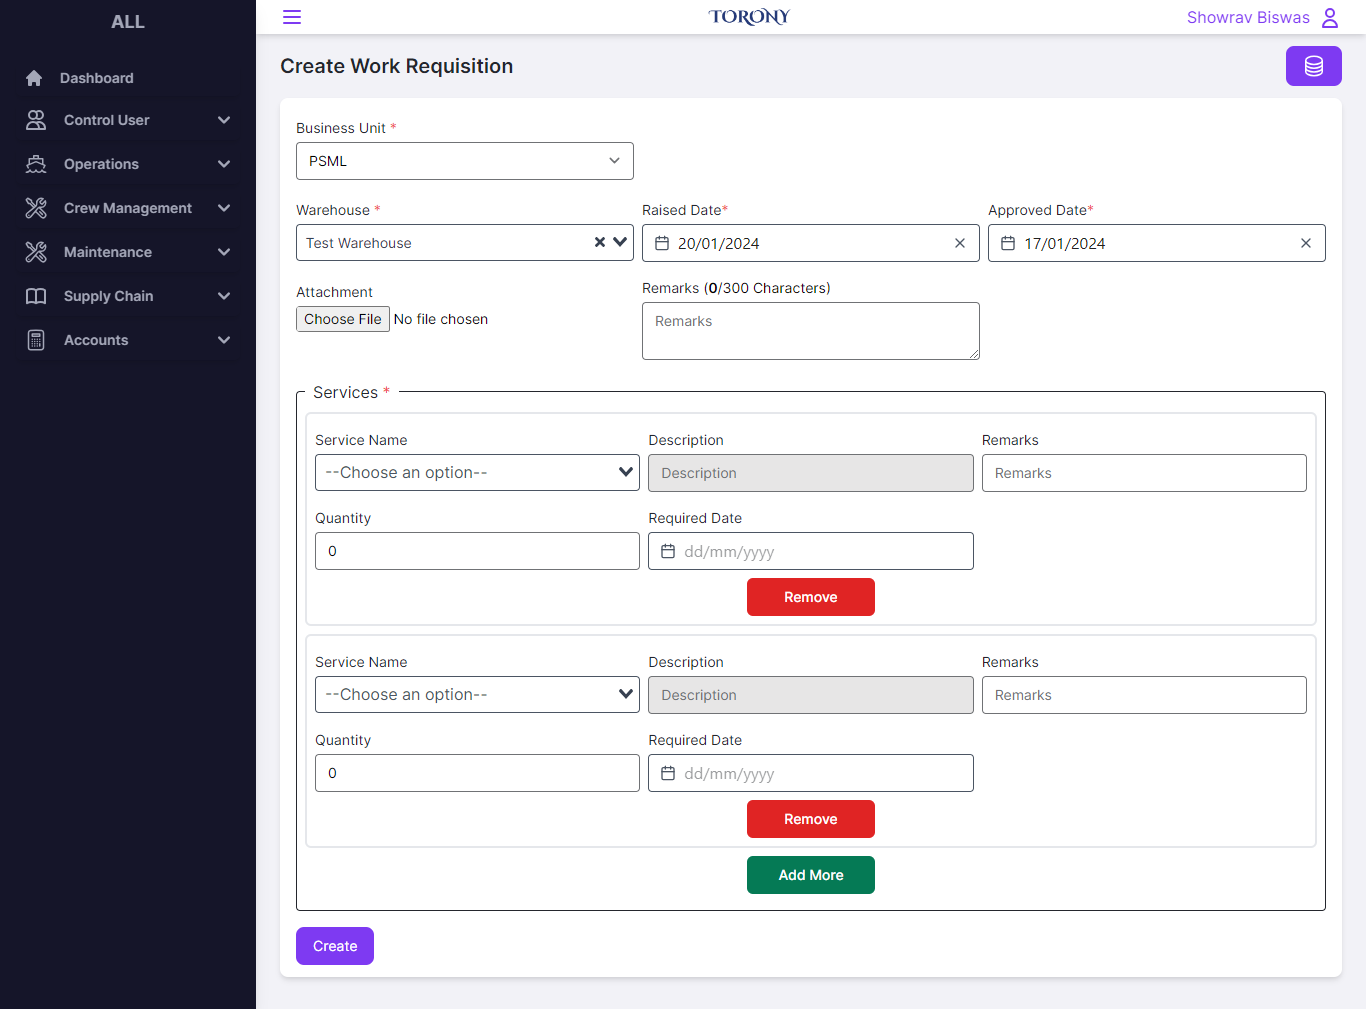 ALL
Dashboard
Control User
Operations
Crew Management
Maintenance
Supply Chain
Accounts
TORONY
Showrav Biswas
Create Work Requisition
Business Unit *
PSML
Warehouse * Raised Date* Approved Date*
Test Warehouse 20/01/2024 17/01/2024
Attachment Remarks (0/300 Characters)
Choose File No file chosen Remarks
Services *
Service Name Description Remarks
--Choose an option-- Description Remarks
Quantity Required Date
0 dd/mm/yyyy
Remove
Service Name Description Remarks
--Choose an option-- Description Remarks
Quantity Required Date
0 dd/mm/yyyy
Remove
Add More
Create